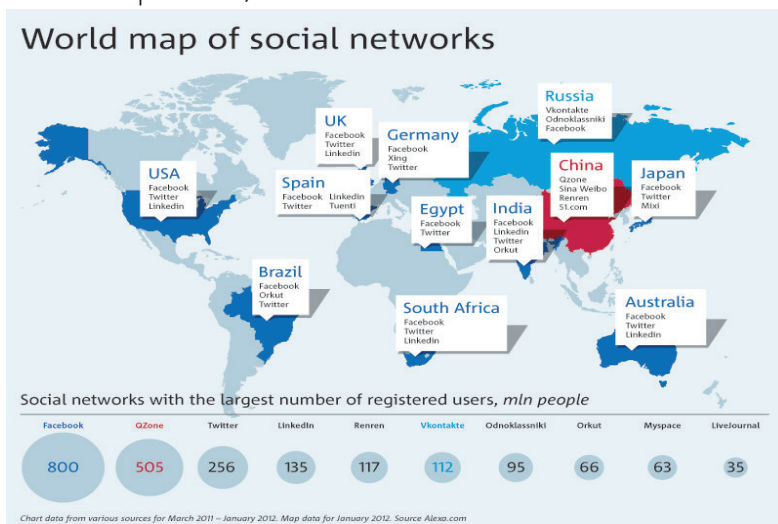 World map of social networks
Russia
Vkontakte
Odnoklassniki
Facebook
UK
Facebook
Twitter
Linkedin
Germany
Facebook
Xing
Twitter
China
Qzone
Sina Weibo
Renren
51.com
Japan
Facebook
Twitter
Mixi
USA
Facebook
Twitter
Linkedin
Spain
Facebook Linkedin
Twitter Tuenti
Egypt
Facebook
Twitter
India
Facebook
Linkedin
Twitter
Orkut
Brazil
Facebook
Orkut
Twitter
South Africa
Facebook
Twitter
Linkedin
Australia
Facebook
Twitter
Linkedin
Social networks with the largest number of registered users, mln people
Facebook QZone Twitter LinkedIn Renren Vkontakte Odnoklassniki Orkut Myspace LiveJournal
800 505 256 135 117 112 95 66 63 35
Chart data from various sources for March 2011 – January 2012. Map data for January 2012. Source Alexa.com